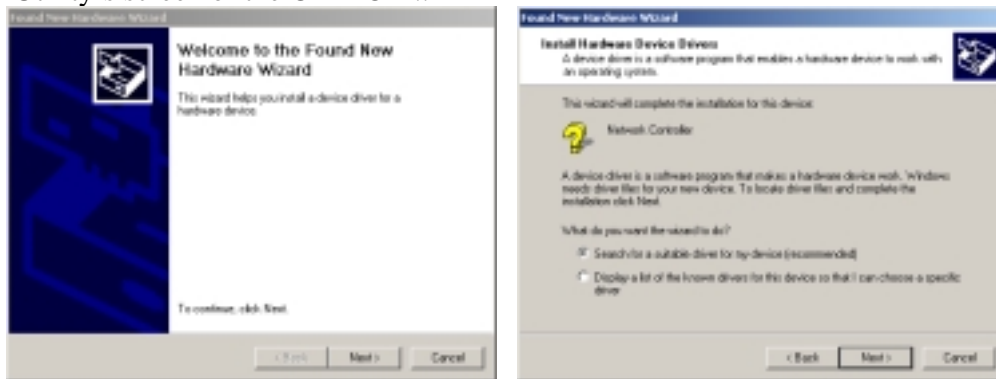 Found New Hardware Wizard
Welcome to the Found New
Hardware Wizard
This wizard helps you install a device driver for a
hardware device.
To continue, click Next.
< Back
Next >
Cancel
Found New Hardware Wizard
Install Hardware Device Drivers
A device driver is a software program that enables a hardware device to work with
an operating system.
This wizard will complete the installation for this device:
Network Controller
A device driver is a software program that makes a hardware device work. Windows
needs driver files for your new device. To locate driver files and complete the
installation click Next.
What do you want the wizard to do?
Search for a suitable driver for my device (recommended)
Display a list of the known drivers for this device so that I can choose a specific
driver
< Back
Next >
Cancel